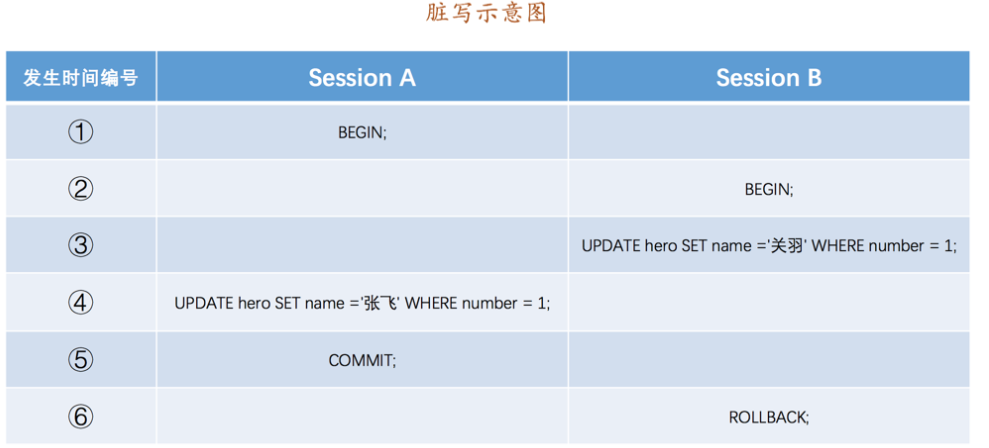 脏写示意图
发生时间编号 Session A Session B
① BEGIN;
② BEGIN;
③ UPDATE hero SET name ='关羽' WHERE number = 1;
④ UPDATE hero SET name ='张飞' WHERE number = 1;
⑤ COMMIT;
⑥ ROLLBACK;